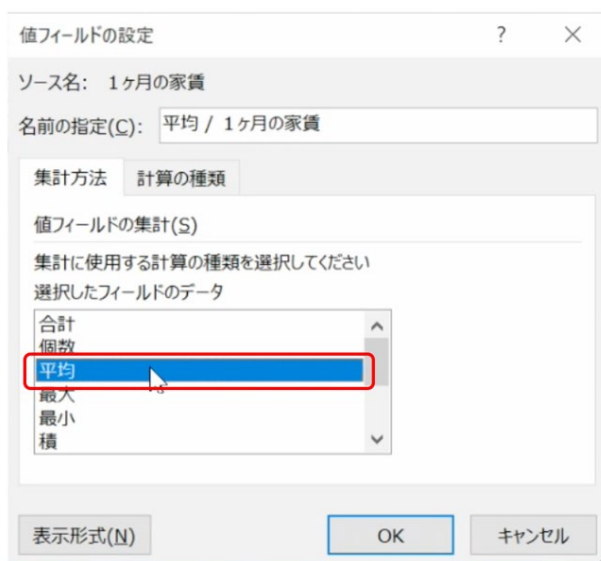 値フィールドの設定
ソース名: 1ヶ月の家賃
名前の指定(C): 平均 / 1ヶ月の家賃
集計方法 計算の種類
値フィールドの集計(S)
集計に使用する計算の種類を選択してください
選択したフィールドのデータ
合計
個数
平均
最大
最小
積
表示形式(N) OK キャンセル